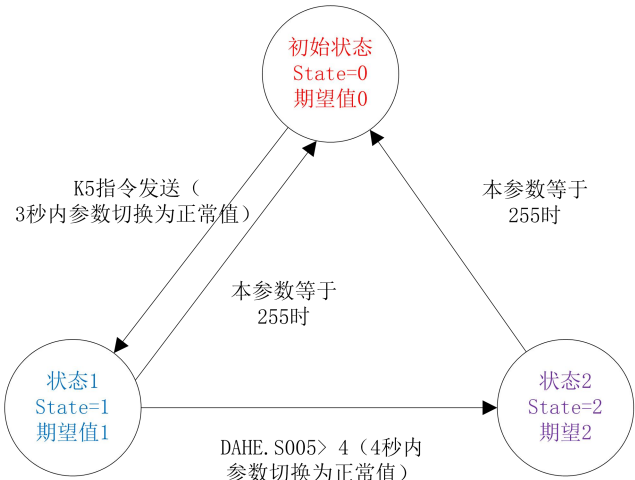 初始状态
State=0
期望值0
K5指令发送（
3秒内参数切换为正常值）
本参数等于
255时
本参数等于
255时
状态1
State=1
期望值1
状态2
State=2
期望2
DAHE.S005> 4（4秒内
参数切换为正常值）